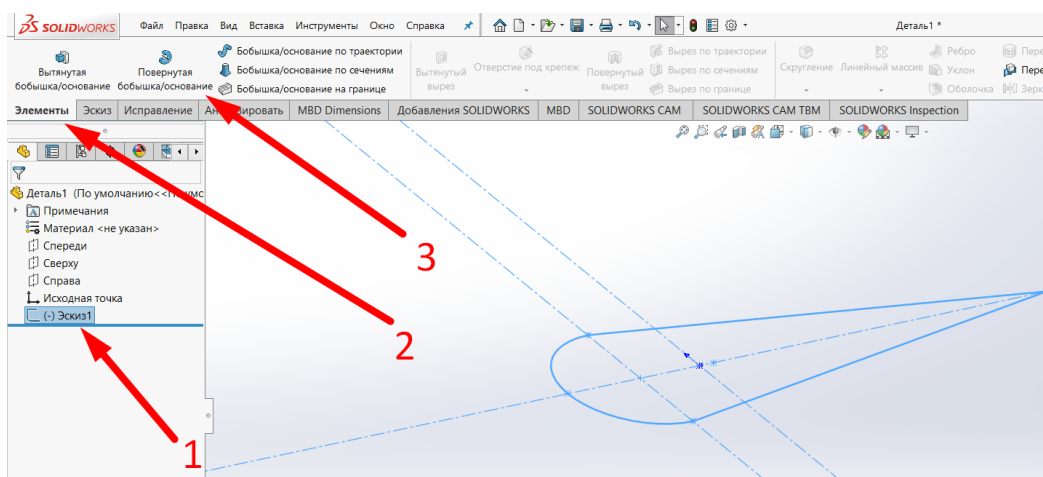 SOLIDWORKS Файл Правка Вид Вставка Инструменты Окно Справка Деталь1 *
Вытянутая бобышка/основание
Повернутая бобышка/основание
Бобышка/основание по траектории
Бобышка/основание по сечениям
Бобышка/основание на границе
Вытянутый вырез
Отверстие под крепеж
Повернутый вырез
Вырез по траектории
Вырез по сечениям
Вырез по границе
Скругление
Линейный массив
Ребро
Уклон
Оболочка
Пере
Пере
Зерк
Элементы Эскиз Исправление MBD Dimensions Добавления SOLIDWORKS MBD SOLIDWORKS CAM SOLIDWORKS CAM TBM SOLIDWORKS Inspection
Деталь1 (По умолчанию<<
Примечания
Материал <не указан>
Спереди
Сверху
Справа
Исходная точка
(-) Эскиз1
3
2
1